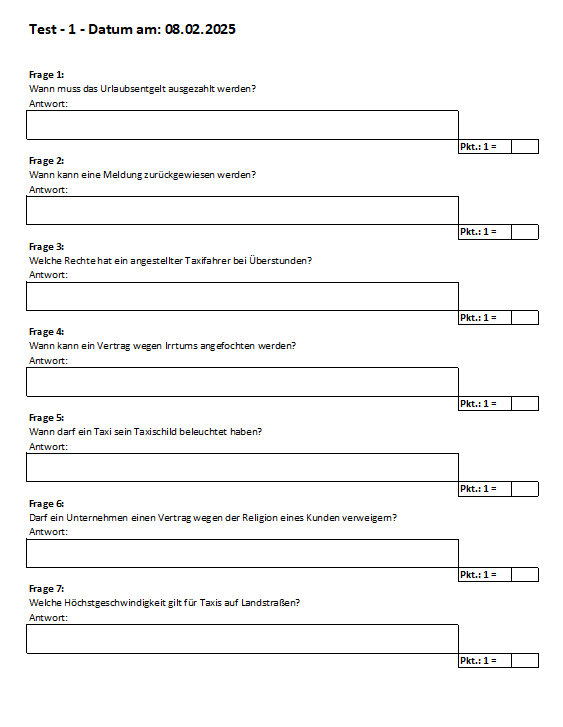 Test - 1 - Datum am: 08.02.2025
Frage 1:
Wann muss das Urlaubsentgelt ausgezahlt werden?
Antwort:
Pkt.: 1 =
Frage 2:
Wann kann eine Meldung zurückgewiesen werden?
Antwort:
Pkt.: 1 =
Frage 3:
Welche Rechte hat ein angestellter Taxifahrer bei Überstunden?
Antwort:
Pkt.: 1 =
Frage 4:
Wann kann ein Vertrag wegen Irrtums angefochten werden?
Antwort:
Pkt.: 1 =
Frage 5:
Wann darf ein Taxi sein Taxischild beleuchtet haben?
Antwort:
Pkt.: 1 =
Frage 6:
Darf ein Unternehmen einen Vertrag wegen der Religion eines Kunden verweigern?
Antwort:
Pkt.: 1 =
Frage 7:
Welche Höchstgeschwindigkeit gilt für Taxis auf Landstraßen?
Antwort:
Pkt.: 1 =